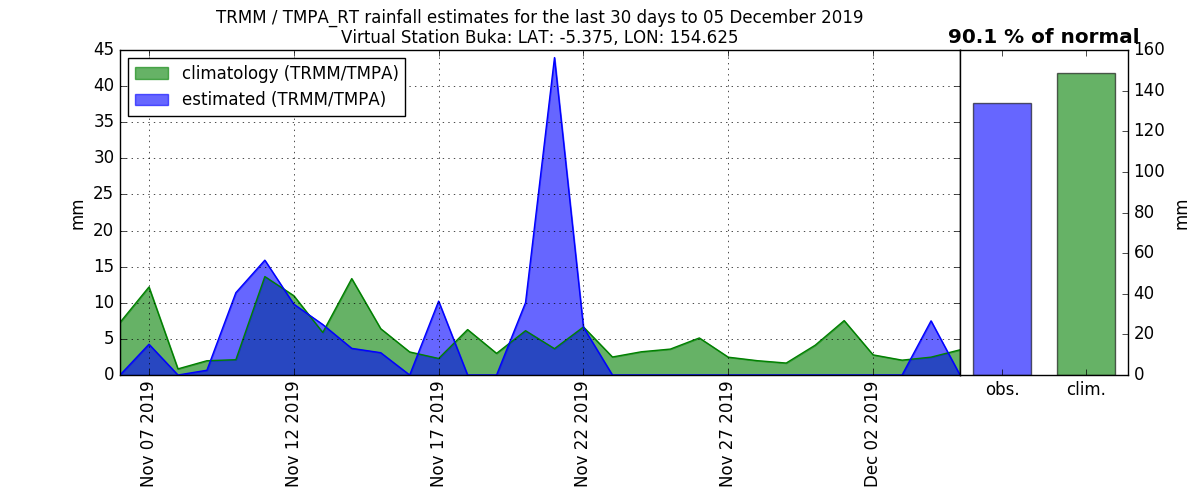 TRMM / TMPA_RT rainfall estimates for the last 30 days to 05 December 2019
Virtual Station Buka: LAT: -5.375, LON: 154.625
90.1 % of normal
climatology (TRMM/TMPA)
estimated (TRMM/TMPA)
45
40
35
30
25
20
15
10
5
0
mm
Nov 07 2019
Nov 12 2019
Nov 17 2019
Nov 22 2019
Nov 27 2019
Dec 02 2019
obs.
clim.
160
140
120
100
80
60
40
20
0
mm